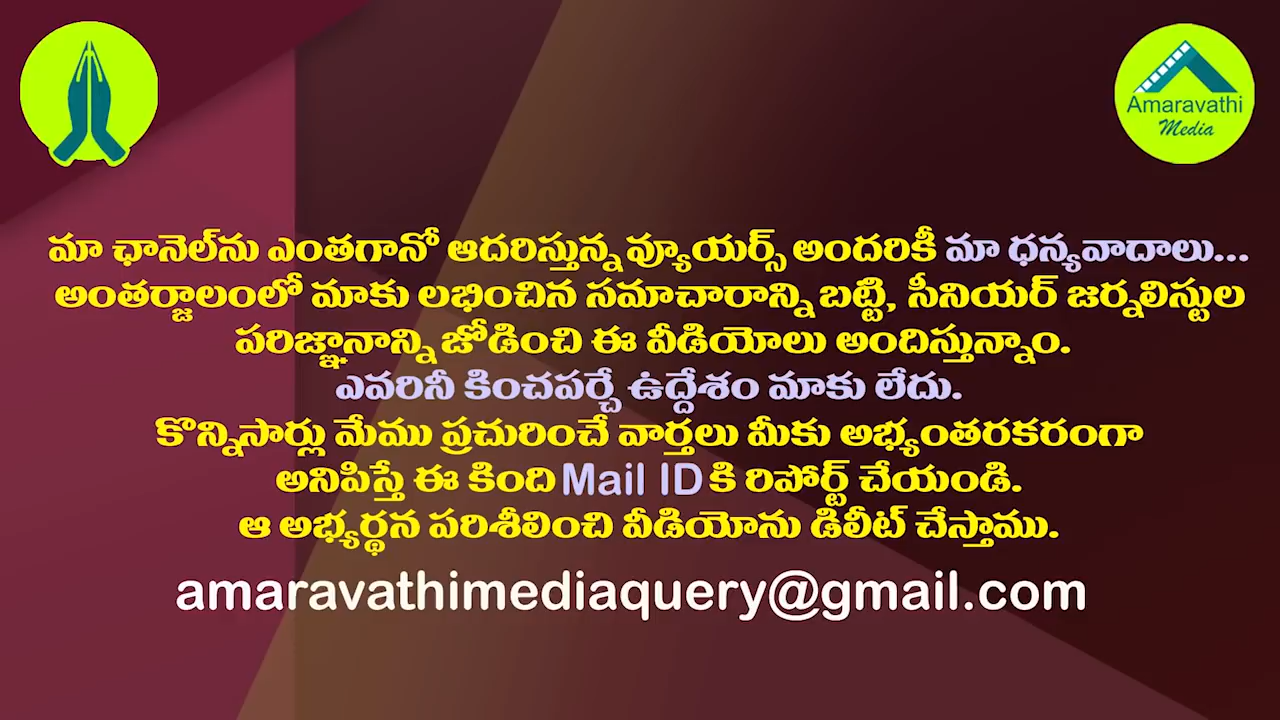 Amaravathi
Media
మా ఛానెల్‌ను ఎంతగానో ఆదరిస్తున్న వ్యూయర్స్ అందరికీ మా ధన్యవాదాలు...
అంతర్జాలంలో మాకు లభించిన సమాచారాన్ని బట్టి, సీనియర్ జర్నలిస్టుల
పరిజ్ఞానాన్ని జోడించి ఈ వీడియోలు అందిస్తున్నాం.
ఎవరినీ కించపర్చే ఉద్దేశం మాకు లేదు.
కొన్నిసార్లు మేము ప్రచురించే వార్తలు మీకు అభ్యంతరకరంగా
అనిపిస్తే ఈ కింది Mail ID కి రిపోర్ట్ చేయండి.
ఆ అభ్యర్థన పరిశీలించి వీడియోను డిలీట్ చేస్తాము.
amaravathimediaquery@gmail.com